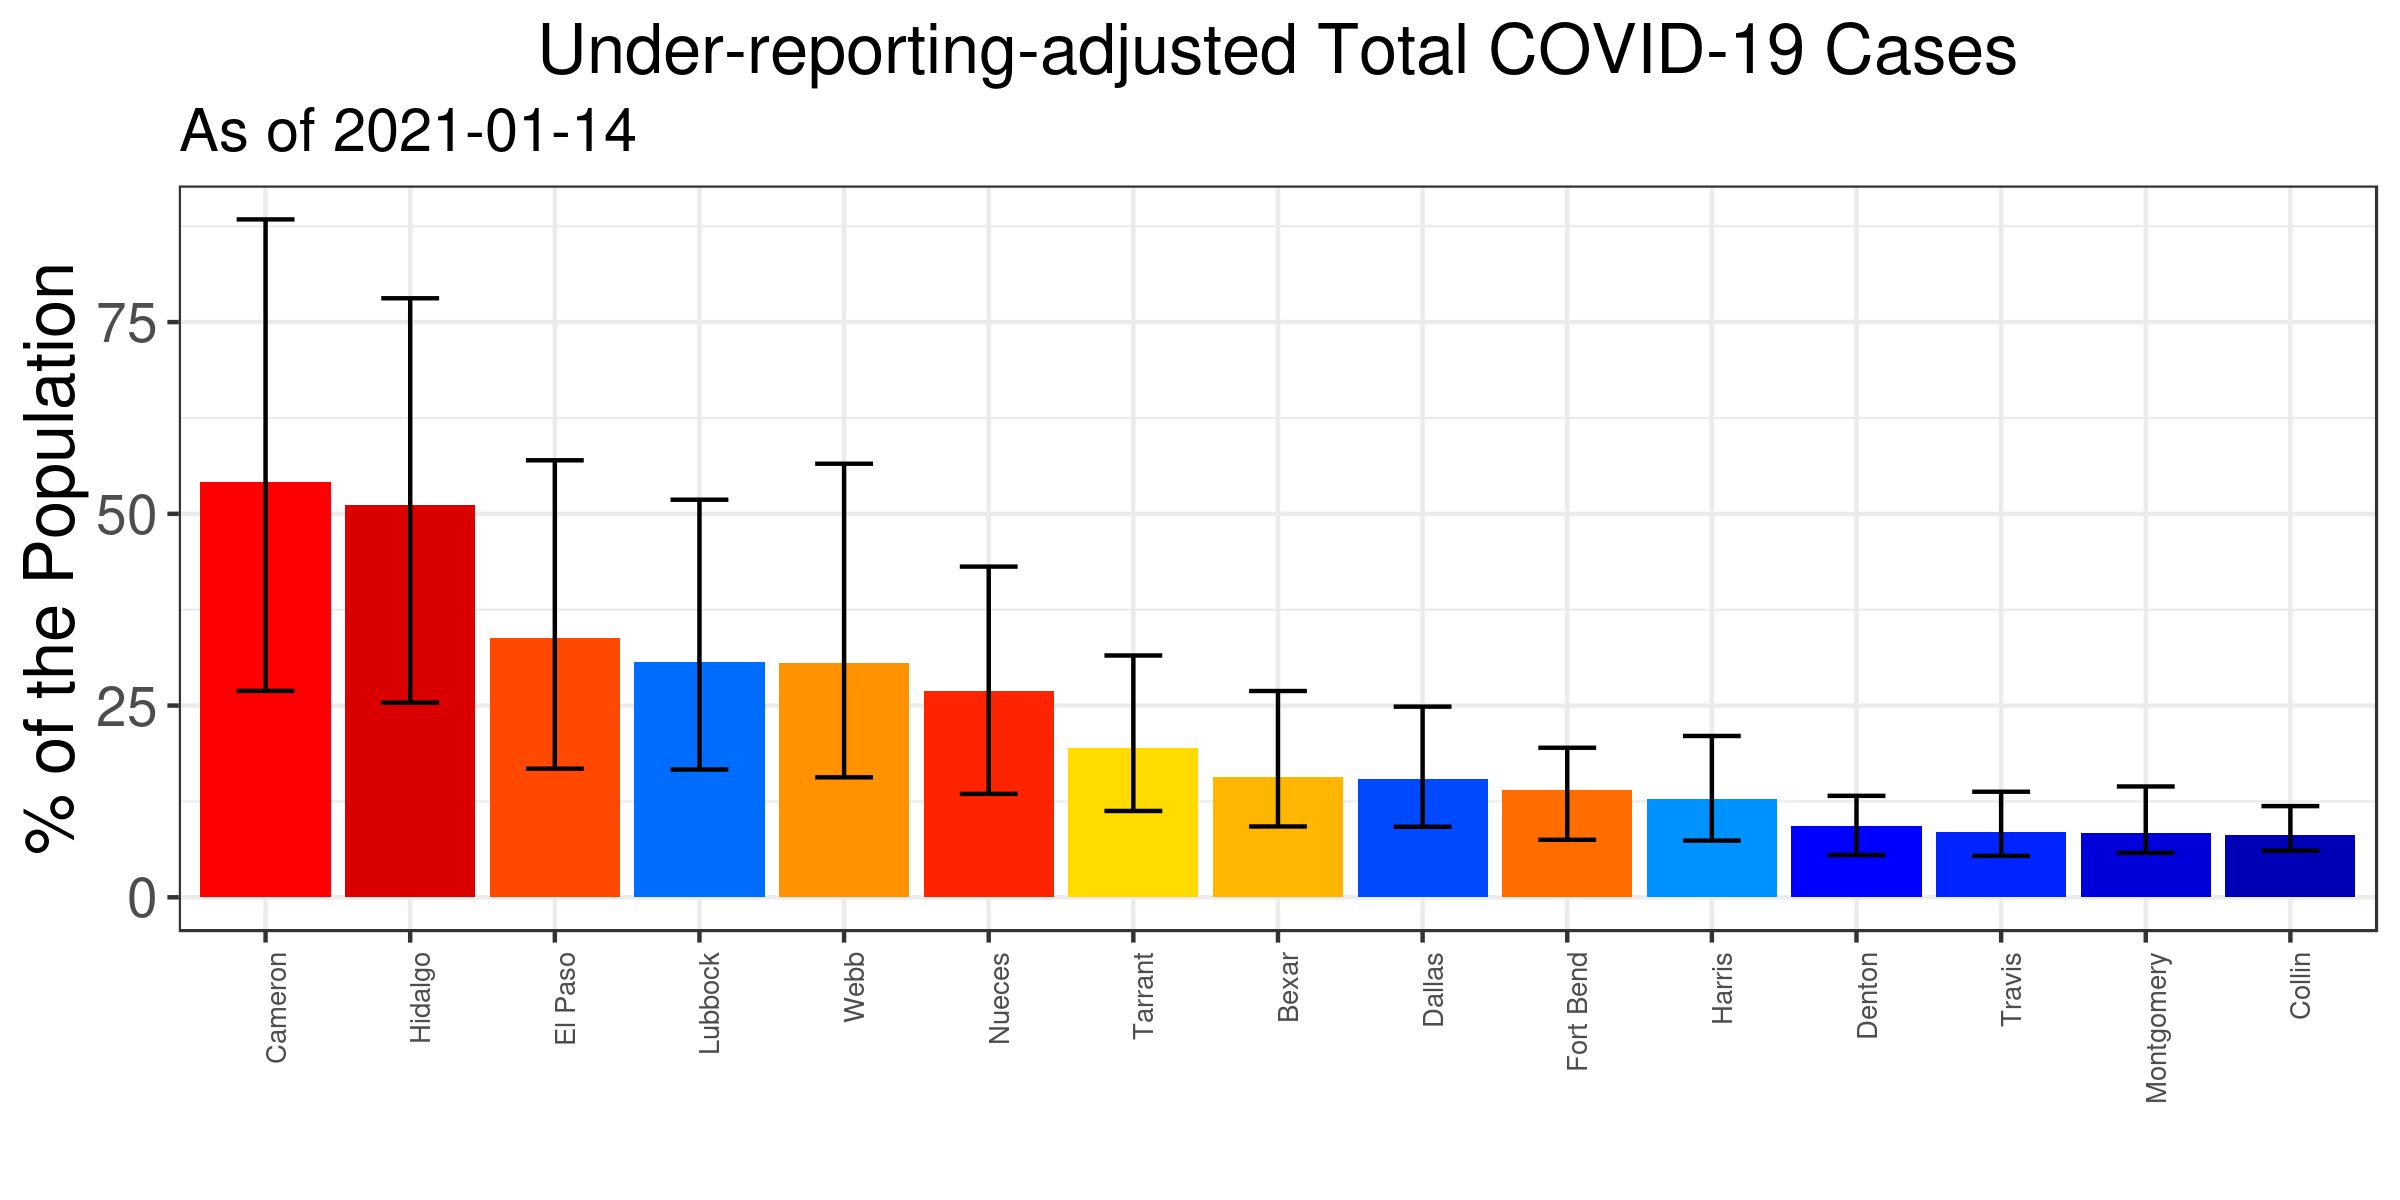 Under-reporting-adjusted Total COVID-19 Cases
As of 2021-01-14
% of the Population
75
50
25
0
Cameron
Hidalgo
El Paso
Lubbock
Webb
Nueces
Tarrant
Bexar
Dallas
Fort Bend
Harris
Denton
Travis
Montgomery
Collin